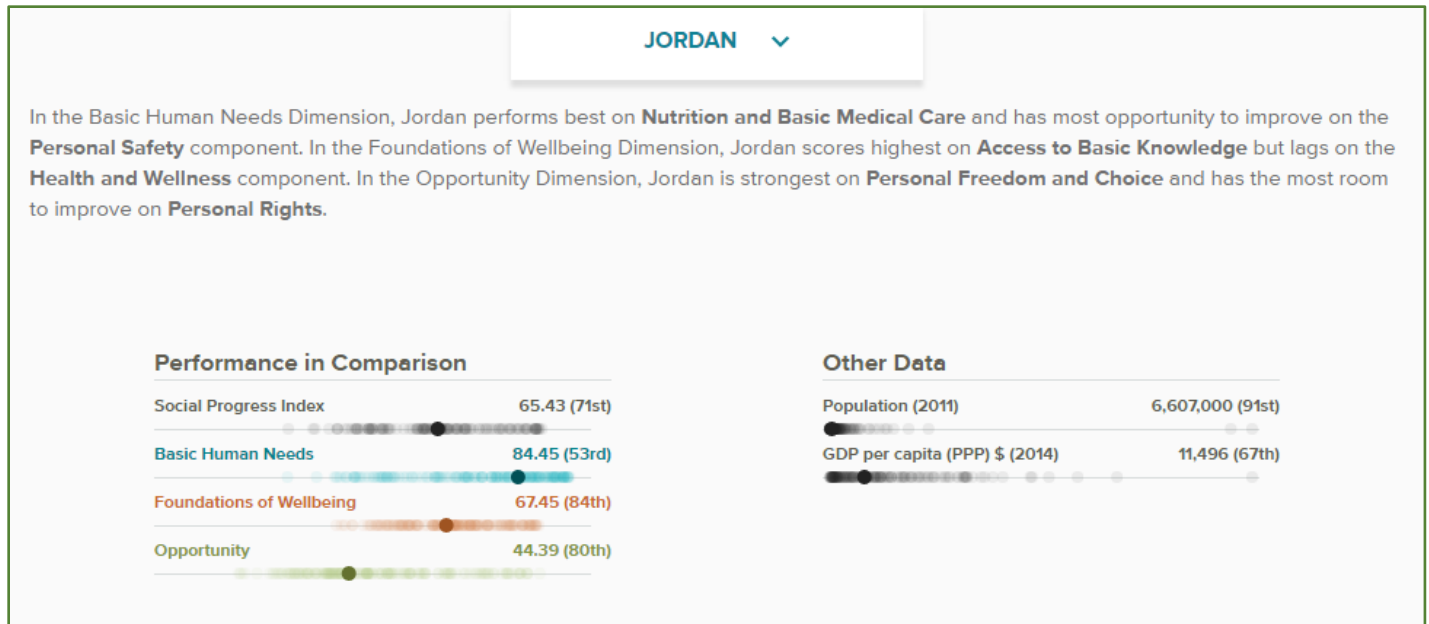 JORDAN
In the Basic Human Needs Dimension, Jordan performs best on Nutrition and Basic Medical Care and has most opportunity to improve on the
Personal Safety component. In the Foundations of Wellbeing Dimension, Jordan scores highest on Access to Basic Knowledge but lags on the
Health and Wellness component. In the Opportunity Dimension, Jordan is strongest on Personal Freedom and Choice and has the most room
to improve on Personal Rights.
Performance in Comparison
Social Progress Index 65.43 (71st)
Basic Human Needs 84.45 (53rd)
Foundations of Wellbeing 67.45 (84th)
Opportunity 44.39 (80th)
Other Data
Population (2011) 6,607,000 (91st)
GDP per capita (PPP) $ (2014) 11,496 (67th)